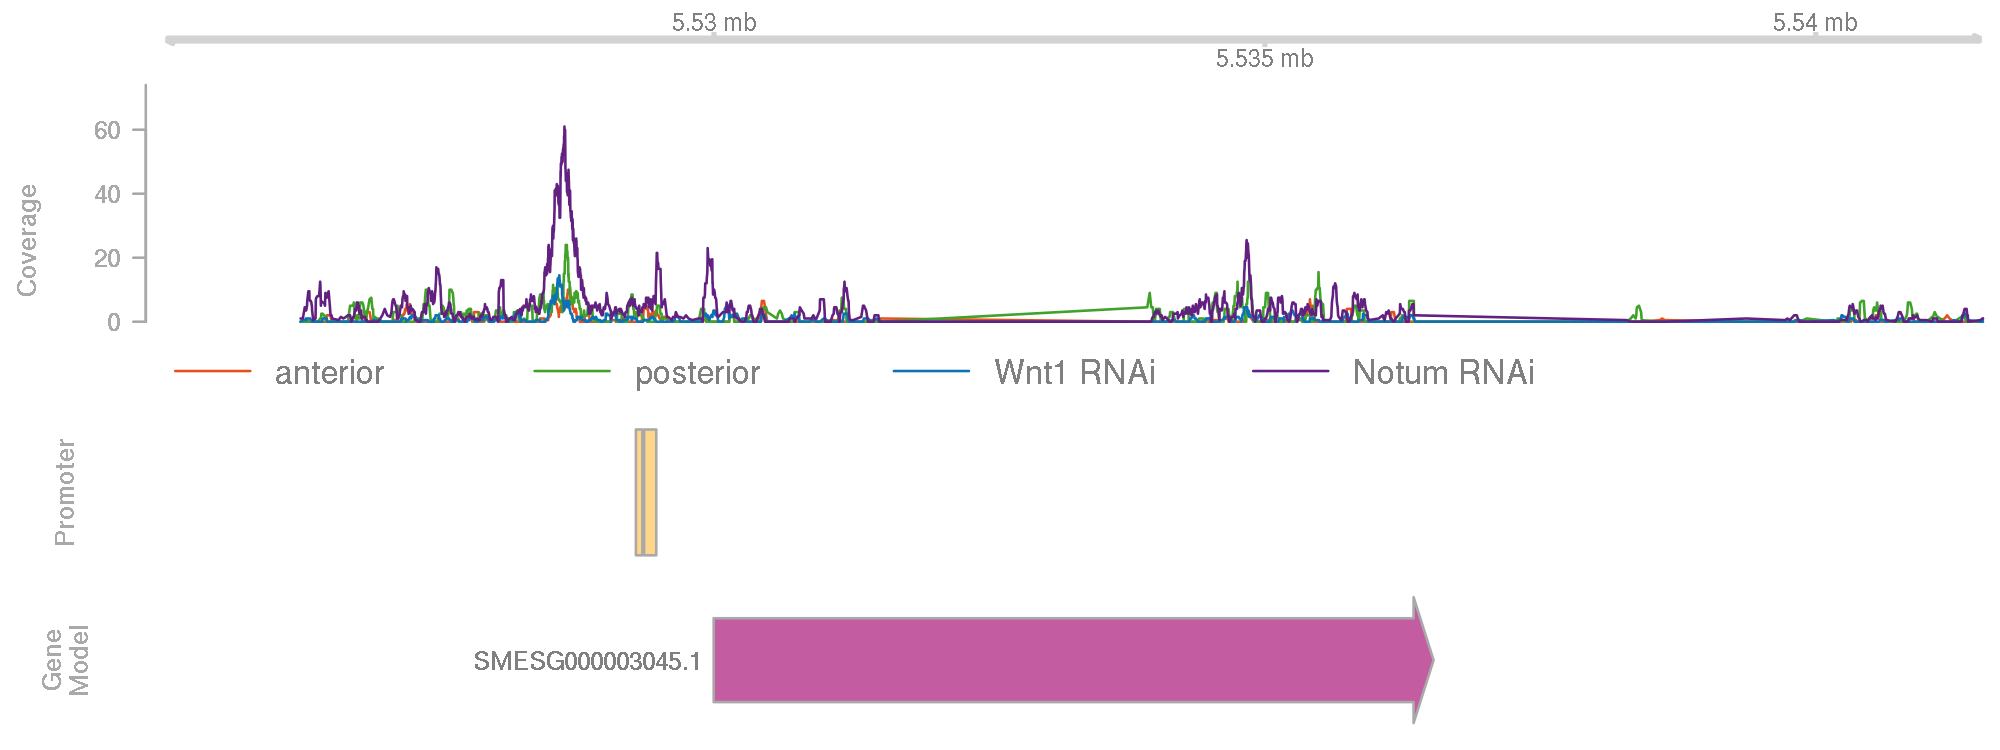 5.53 mb
5.54 mb
5.535 mb
Coverage
60
40
20
0
anterior posterior Wnt1 RNAi Notum RNAi
Promoter
Gene
Model
SMESG000003045.1